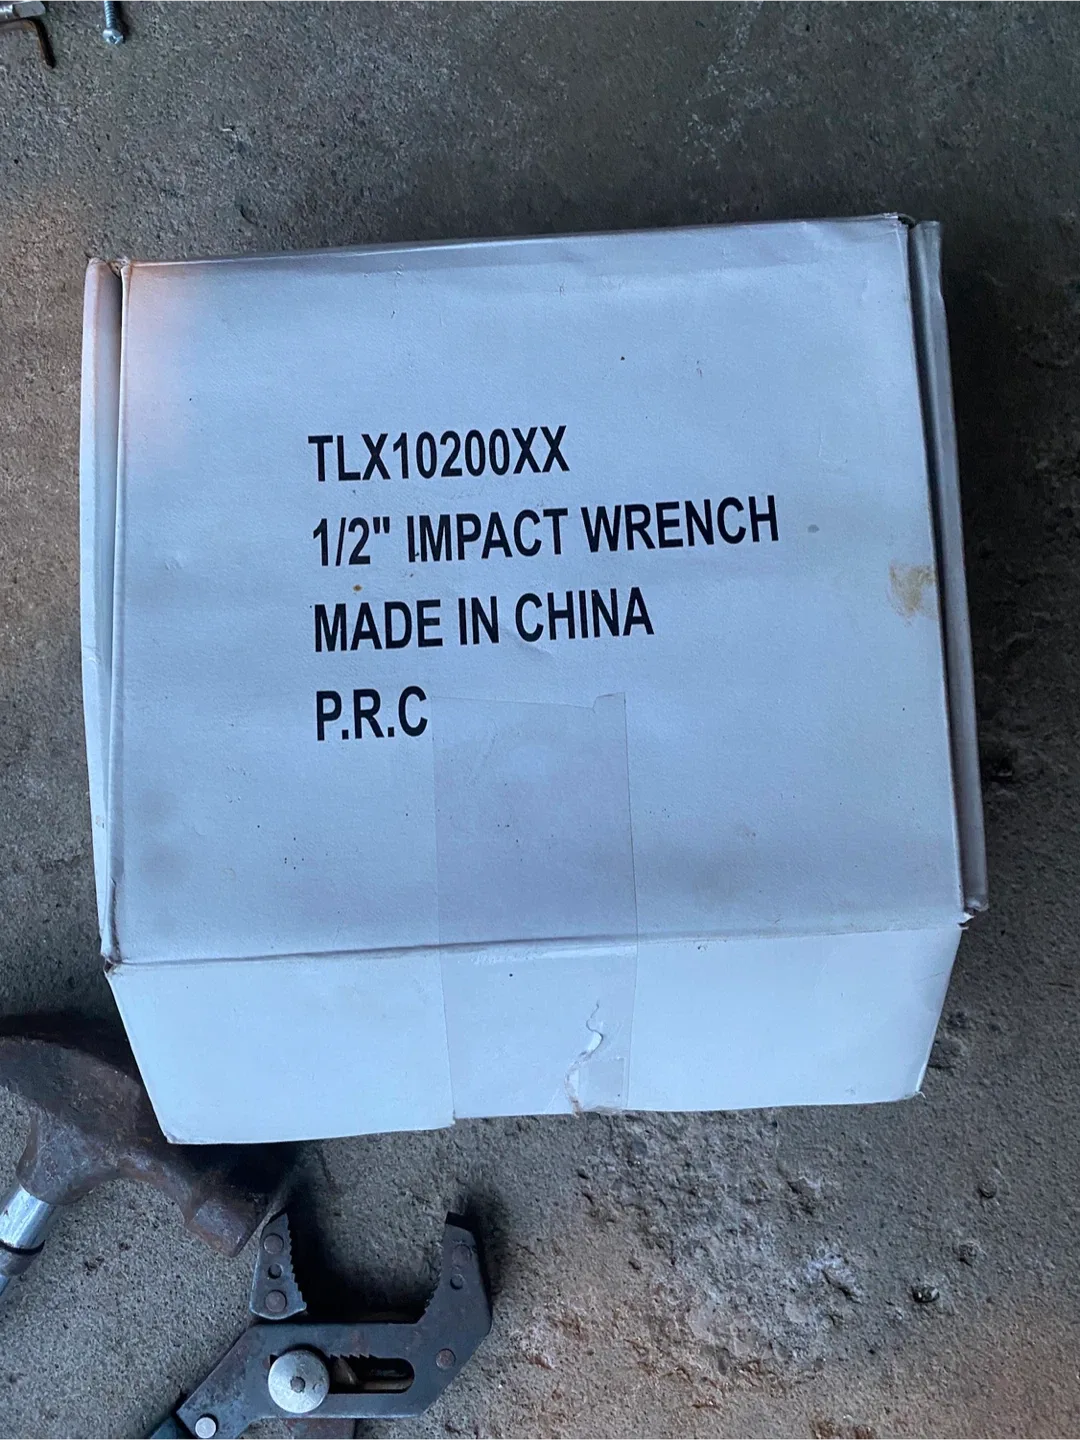 TLX10200XX
1/2" IMPACT WRENCH
MADE IN CHINA
P.R.C